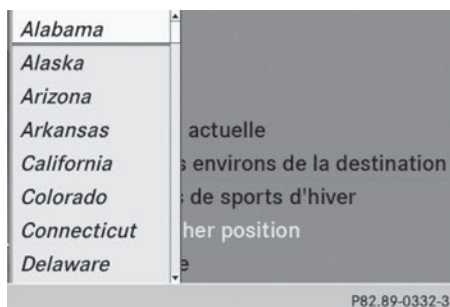 Alabama
Alaska
Arizona
Arkansas actuelle
California s environs de la destination
Colorado de sports d'hiver
Connecticut her position
Delaware e
P82.89-0332-3